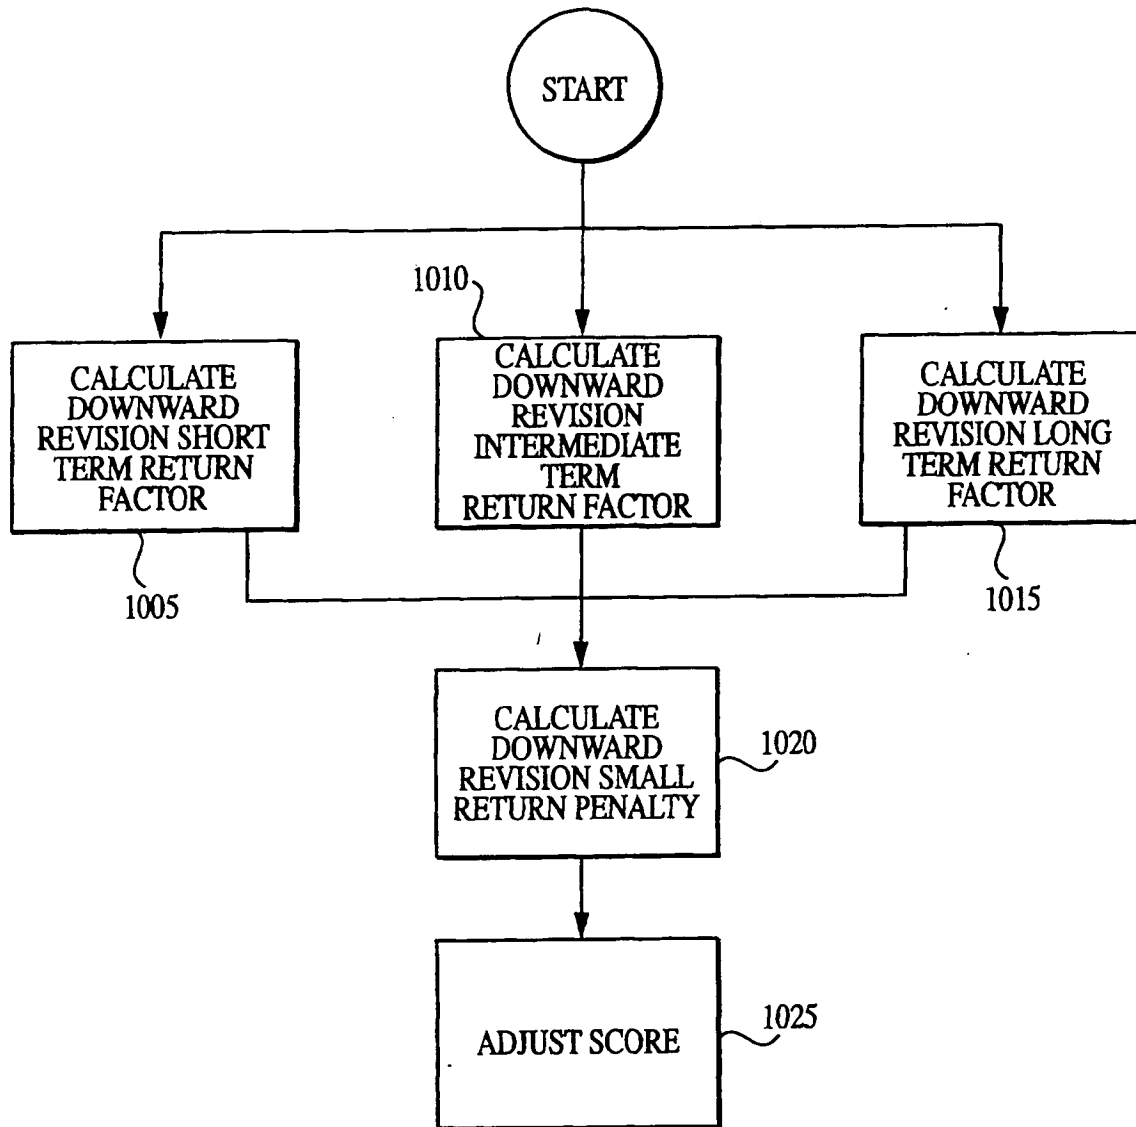 START
1010
CALCULATE
DOWNWARD
REVISION SHORT
TERM RETURN
FACTOR
1005
CALCULATE
DOWNWARD
REVISION
INTERMEDIATE
TERM
RETURN FACTOR
CALCULATE
DOWNWARD
REVISION LONG
TERM RETURN
FACTOR
1015
CALCULATE
DOWNWARD
REVISION SMALL
RETURN PENALTY
1020
ADJUST SCORE
1025